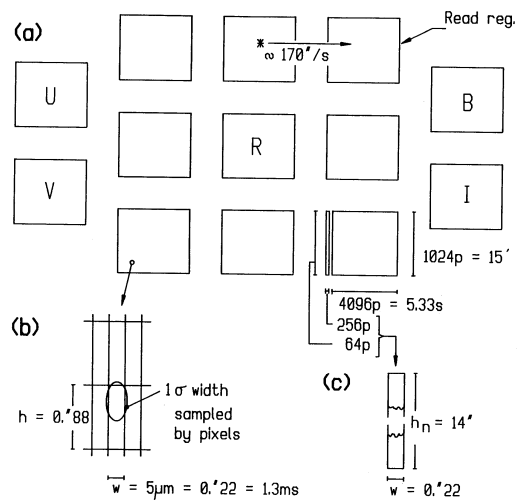 (a)
Read reg.
∞ 170"/s
U
B
R
V
I
1024p = 15′
4096p = 5.33s
256p
64p
(b)
(c)
1 σ width
sampled
by pixels
h = 0."88
hn = 14"
w = 5µm = 0."22 = 1.3ms
w = 0."22